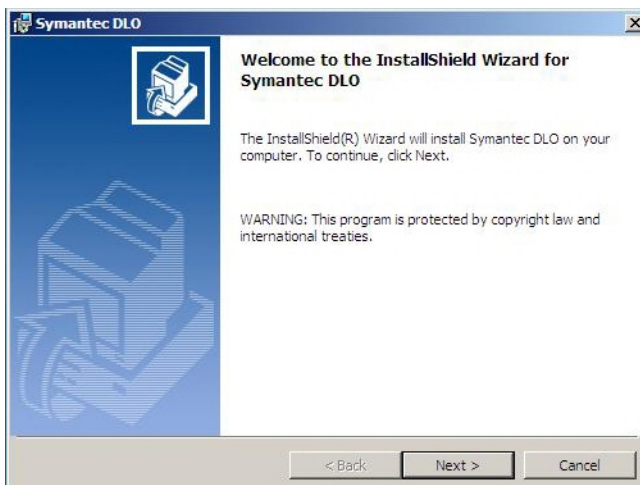 Symantec DLO
Welcome to the InstallShield Wizard for
Symantec DLO
The InstallShield(R) Wizard will install Symantec DLO on your
computer. To continue, click Next.
WARNING: This program is protected by copyright law and
international treaties.
< Back Next > Cancel